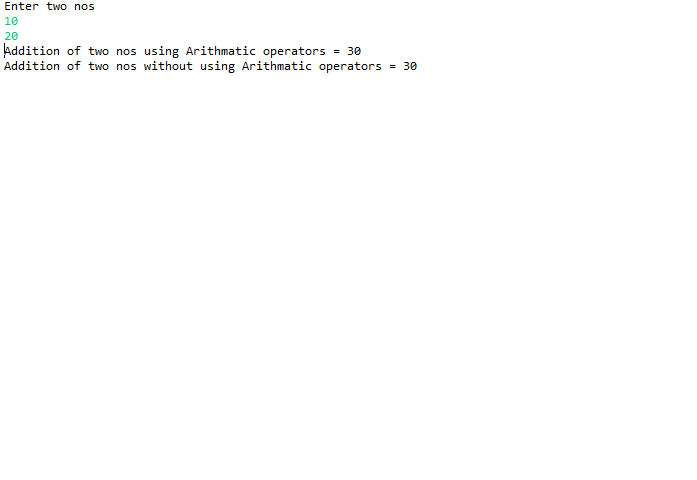 Enter two nos
10
20
Addition of two nos using Arithmatic operators = 30
Addition of two nos without using Arithmatic operators = 30